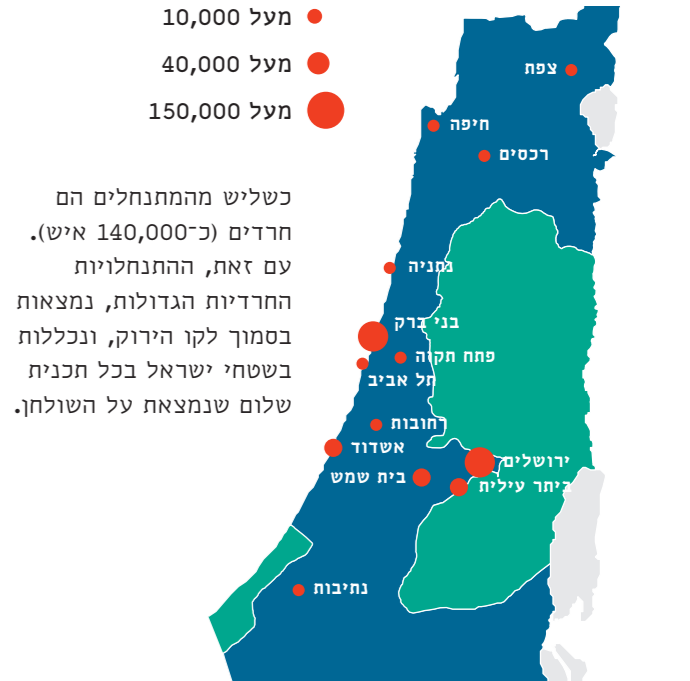 מעל 10,000
מעל 40,000
מעל 150,000
כשליש מהמתנחלים הם
חרדים (כ־140,000 איש).
עם זאת, ההתנחלויות
החרדיות הגדולות, נמצאות
בסמוך לקו הירוק, ונכללות
בשטחי ישראל בכל תכנית
שלום שנמצאת על השולחן.
צפת
חיפה
רכסים
נתניה
בני ברק
פתח תקוה
תל אביב
רחובות
אשדוד
ירושלים
בית שמש
ביתר עילית
נתיבות